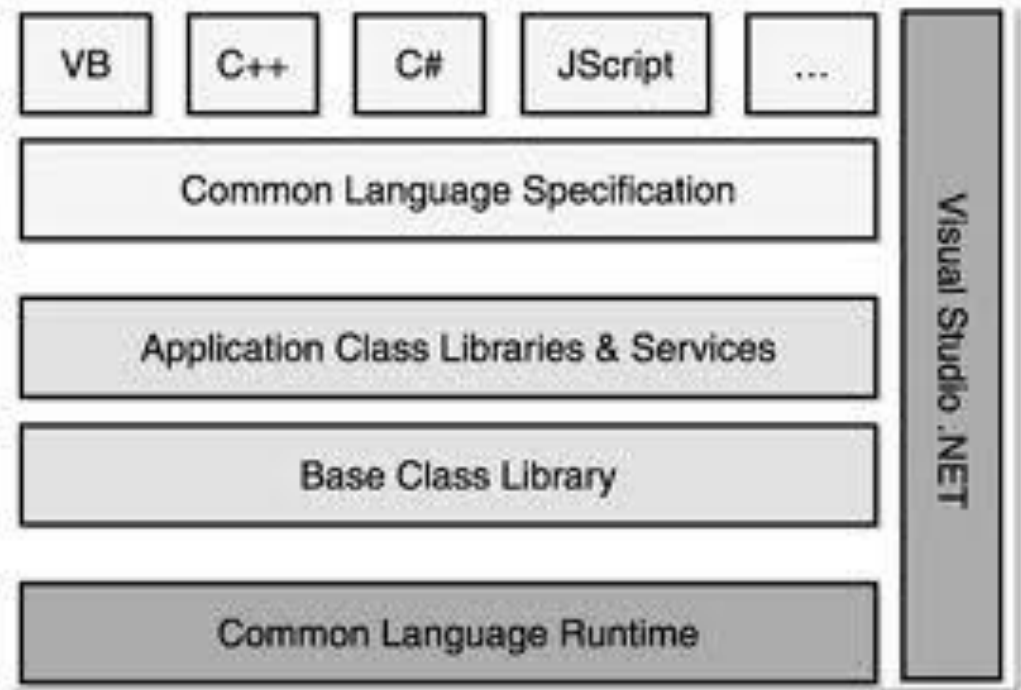 VB
C++
C#
JScript
...
Common Language Specification
Application Class Libraries & Services
Base Class Library
Common Language Runtime
Visual Studio .NET